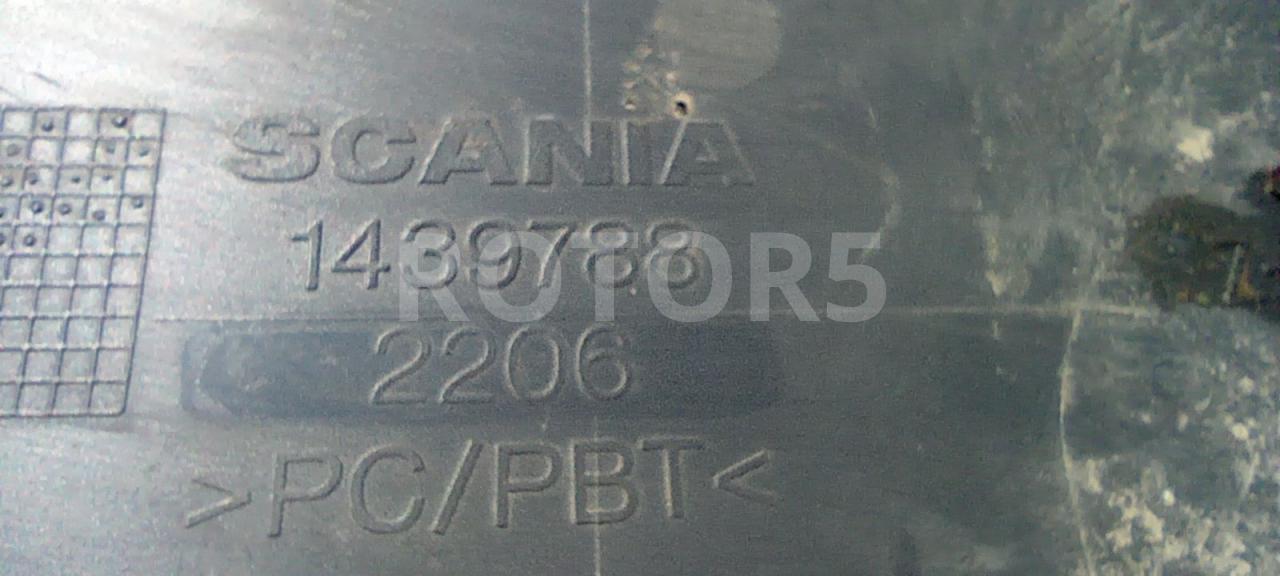 SCANIA
1439788
ROTOR5
2206
>PC/PBT<